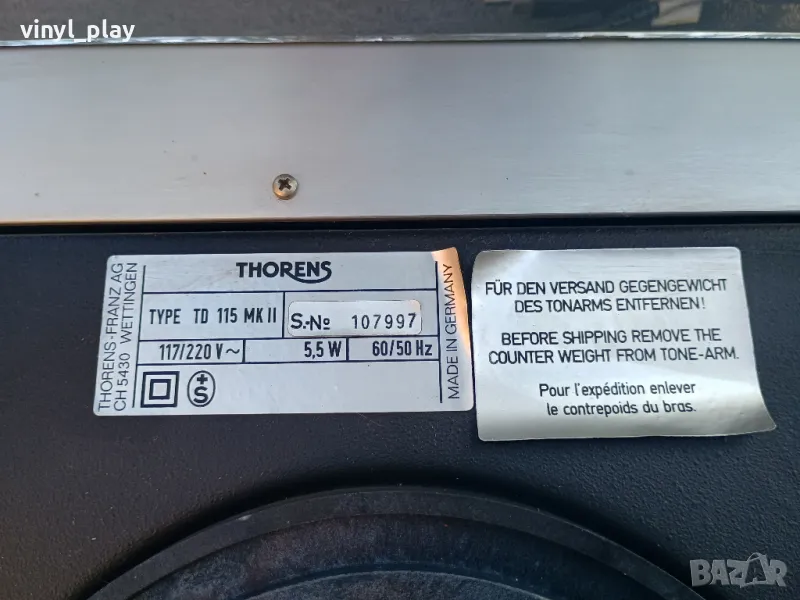 vinyl_play
THORENS-FRANZ AG
CH 5430 WETTINGEN
THORENS
TYPE TD 115 MK II
S.-No 107997
117/220 V~ 5,5 W 60/50 Hz
+
S
MADE IN GERMANY
FÜR DEN VERSAND GEGENGEWICHT
DES TONARMS ENTFERNEN!
BEFORE SHIPPING REMOVE THE
COUNTER WEIGHT FROM TONE-ARM.
Pour l'expédition enlever
le contrepoids du bras.
BAZAR